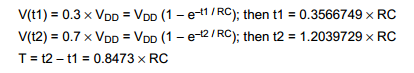 V(t1) = 0.3 × VDD = VDD (1 – e–t1 / RC); then t1 = 0.3566749 × RC
V(t2) = 0.7 × VDD = VDD (1 – e–t2 / RC); then t2 = 1.2039729 × RC
T = t2 – t1 = 0.8473 × RC